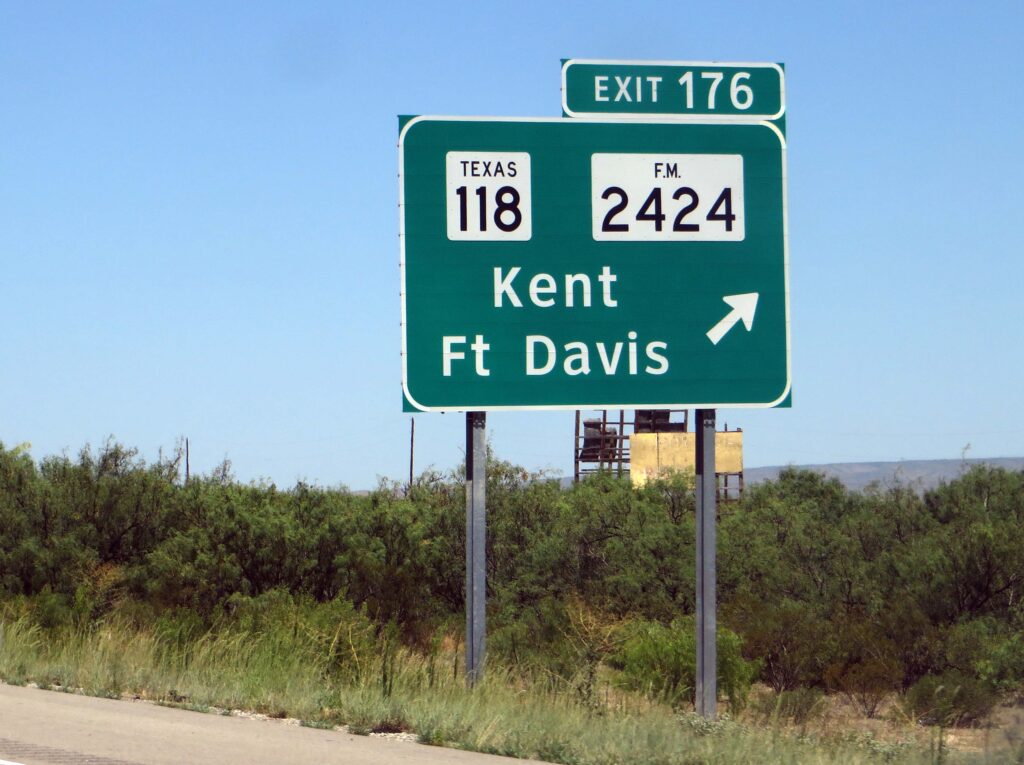 EXIT 176
TEXAS
118
F.M.
2424
Kent
Ft Davis